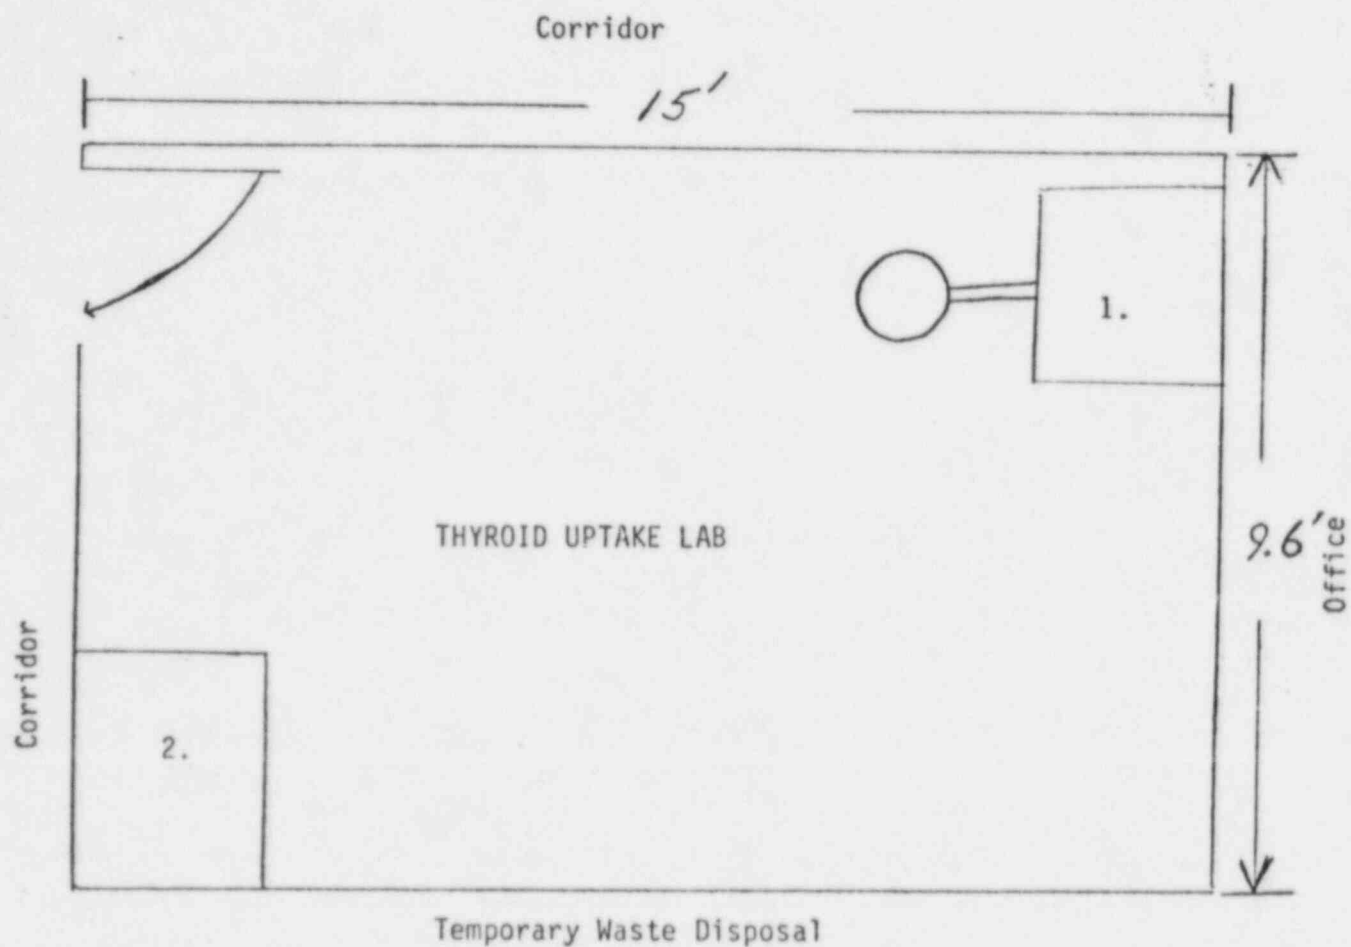 Corridor
15'
1.
THYROID UPTAKE LAB
9.6'
Office
Corridor
2.
Temporary Waste Disposal